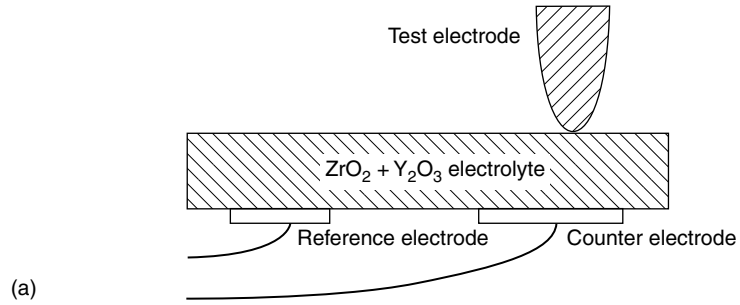 Test electrode
ZrO₂ + Y₂O₃ electrolyte
Reference electrode
Counter electrode
(a)